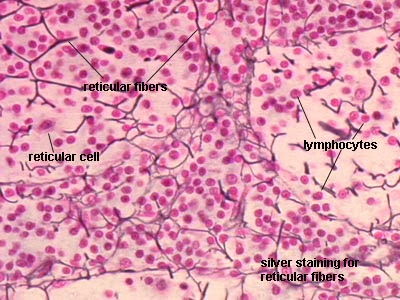 reticular fibers
lymphocytes
reticular cell
silver staining for
reticular fibers